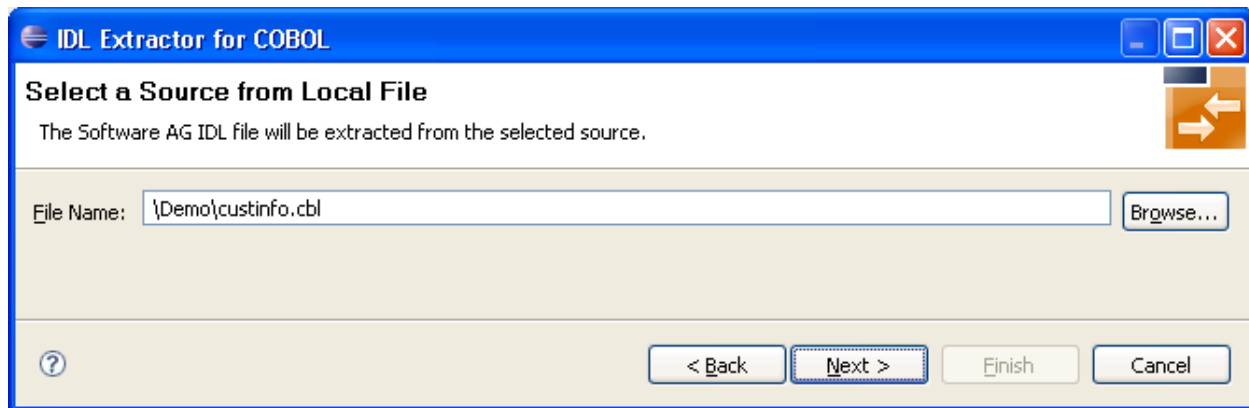 IDL Extractor for COBOL
Select a Source from Local File
The Software AG IDL file will be extracted from the selected source.
File Name: \Demo\custinfo.cbl Browse...
? < Back Next > Finish Cancel